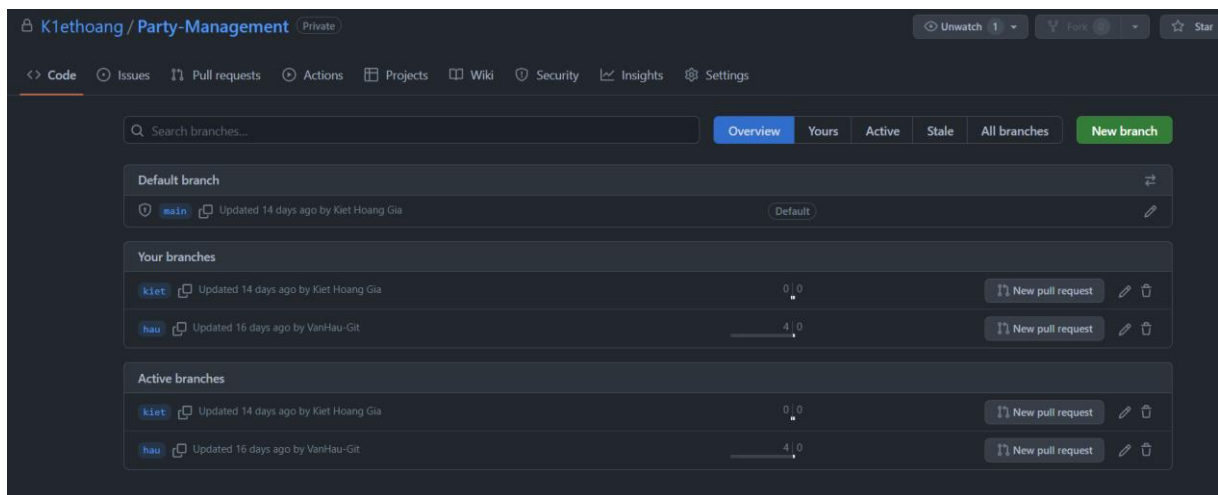 K1ethoang / Party-Management Private Unwatch 1 Fork 0 Star
<> Code Issues Pull requests Actions Projects Wiki Security Insights Settings
Search branches... Overview Yours Active Stale All branches New branch
Default branch
main Updated 14 days ago by Kiet Hoang Gia Default
Your branches
kiet Updated 14 days ago by Kiet Hoang Gia 0 | 0 New pull request
hau Updated 16 days ago by VanHau-Git 4 | 0 New pull request
Active branches
kiet Updated 14 days ago by Kiet Hoang Gia 0 | 0 New pull request
hau Updated 16 days ago by VanHau-Git 4 | 0 New pull request